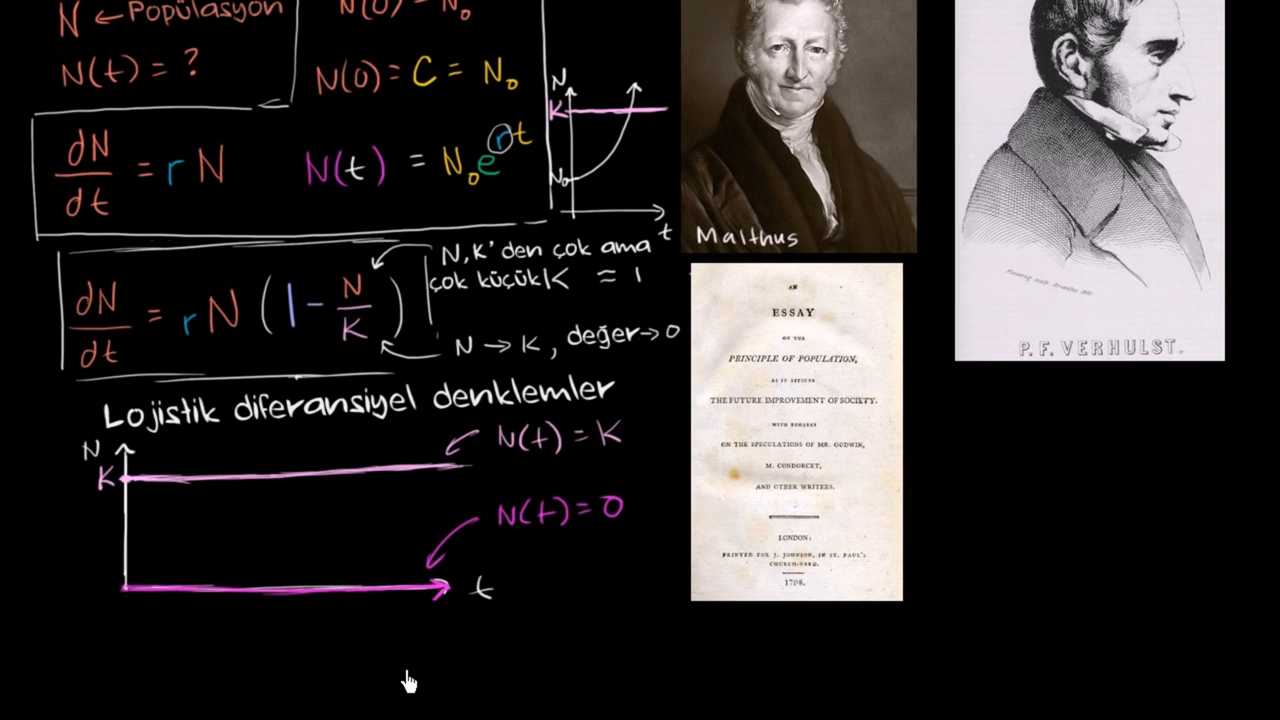 N ← Popülasyon
N(t) = ?
N(0) = N₀
N(0) = C = N₀
dN/dt = rN
N(t) = N₀e^rt
N
K
N₀
t
dN/dt = rN(1 - N/K)
N, K'den çok ama
çok küçük K ≈ 1
N → K, değer → 0
Lojistik diferansiyel denklemler
N
K
N(t) = K
N(t) = 0
t
Malthus
AN
ESSAY
ON THE
PRINCIPLE OF POPULATION,
AS IT AFFECTS
THE FUTURE IMPROVEMENT OF SOCIETY.
WITH REMARKS
ON THE SPECULATIONS OF MR. GODWIN,
M. CONDORCET,
AND OTHER WRITERS.
LONDON:
PRINTED FOR J. JOHNSON, IN ST. PAUL'S
CHURCH-YARD.
1798.
P. F. VERHULST.